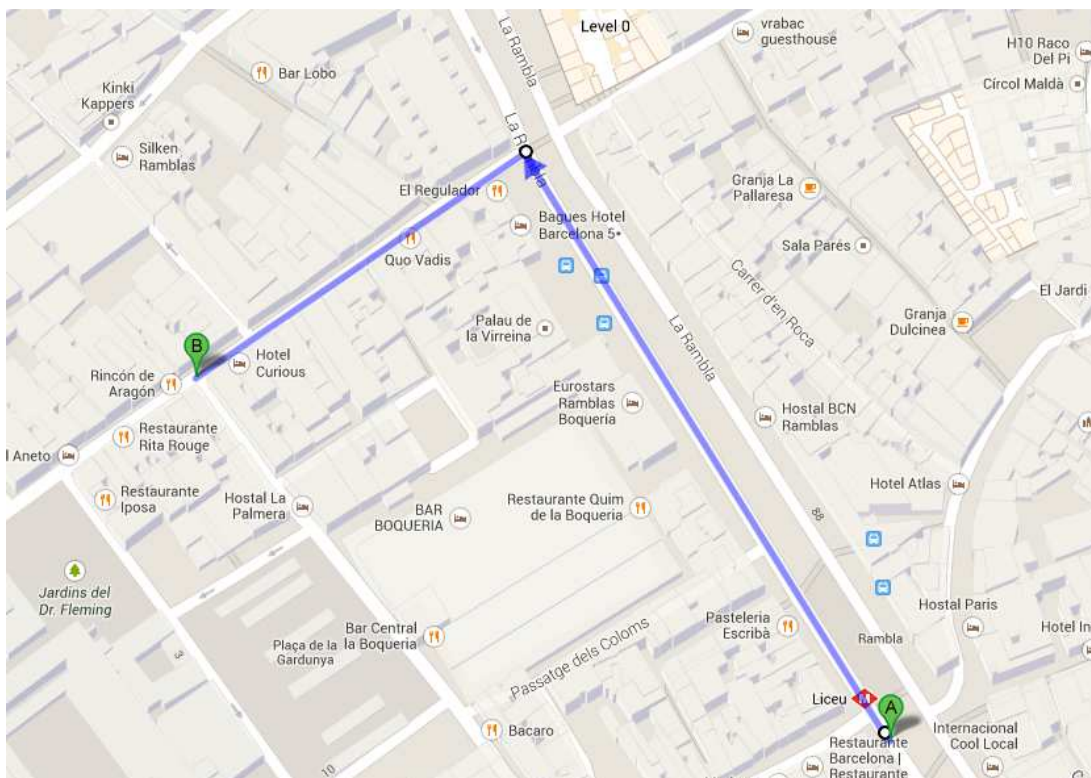 Level 0
vrabac
guesthouse
La Rambla
H10 Raco
Del Pi
Círcol Maldà
Bar Lobo
Kinki
Kappers
Silken
Ramblas
El Regulador
Granja La
Pallaresa
Bagues Hotel
Barcelona 5*
Quo Vadis
Sala Parés
Carrer d'en Roca
El Jardi
Granja
Dulcinea
Palau de
la Virreina
La Rambla
B
Hotel
Curious
Rincón de
Aragón
Eurostars
Ramblas
Boqueria
Hostal BCN
Ramblas
Restaurante
Rita Rouge
l Aneto
Hotel Atlas
Restaurante
Iposa
Hostal La
Palmera
BAR
BOQUERIA
Restaurante Quim
de la Boqueria
88
Jardins del
Dr. Fleming
Hostal Paris
Pasteleria
Escribà
Hotel In
Bar Central
la Boqueria
Plaça de la
Gardunya
3
Passatge dels Coloms
Rambla
Liceu
A
Bacaro
Internacional
Cool Local
Restaurante
Barcelona |
Restaurante
10